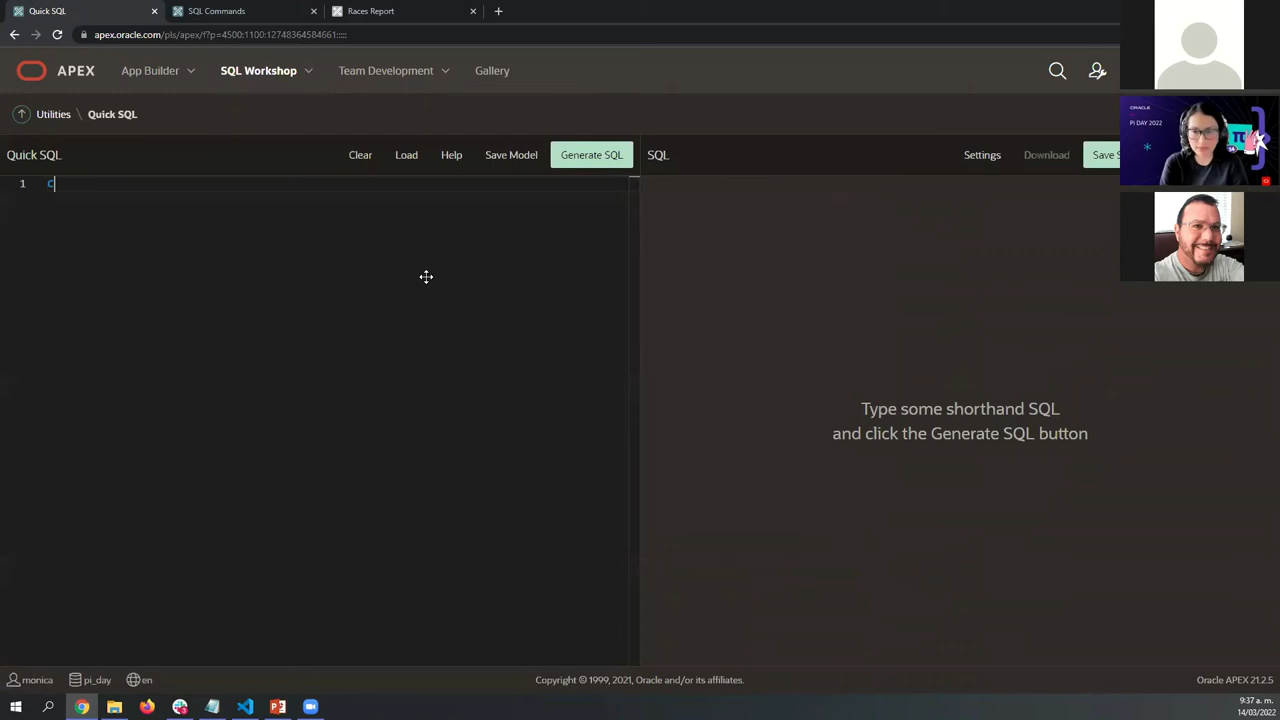 Quick SQL
SQL Commands
Races Report
apex.oracle.com/pls/apex/f?p=4500:1100:12748364584661:::::
APEX
App Builder
SQL Workshop
Team Development
Gallery
Utilities \ Quick SQL
Quick SQL
Clear
Load
Help
Save Model
Generate SQL
SQL
Settings
Download
Save S
1 C
Type some shorthand SQL
and click the Generate SQL button
ORACLE
Pi DAY 2022
π
monica
pi_day
en
Copyright © 1999, 2021, Oracle and/or its affiliates.
Oracle APEX 21.2.5
9:37 a. m.
14/03/2022